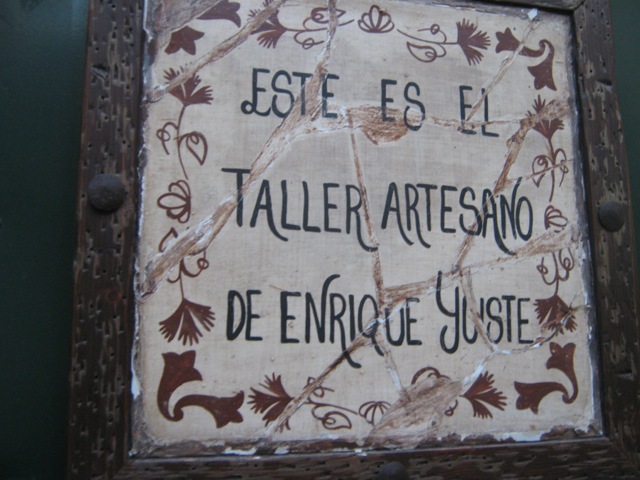 ESTE ES EL
TALLER ARTESANO
DE ENRIQUE YUSTE